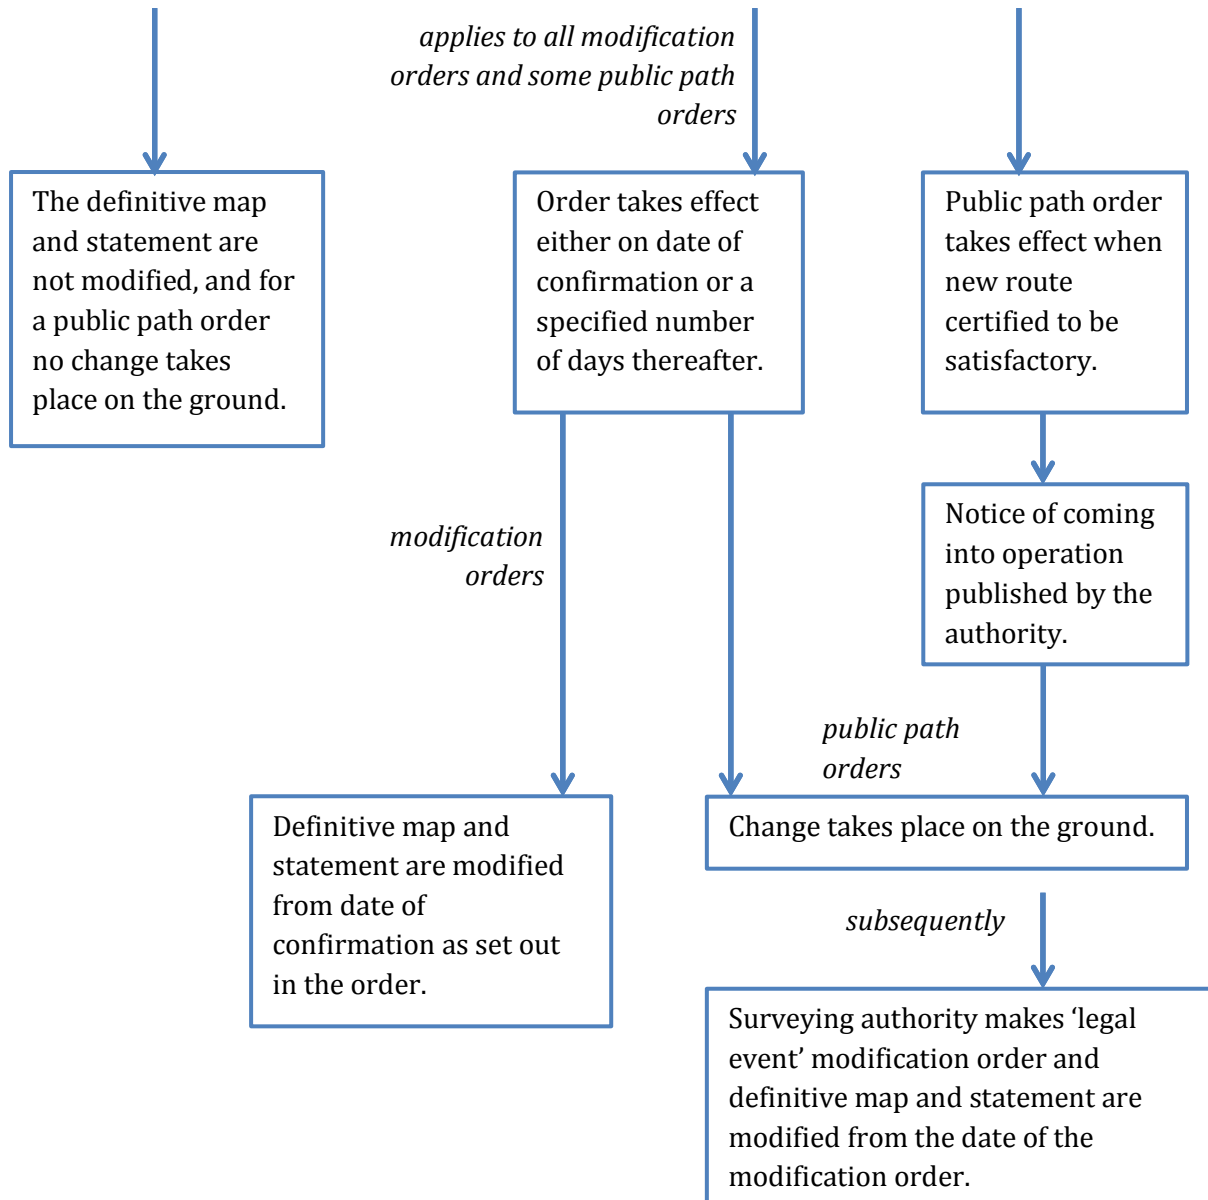 applies to all modification
orders and some public path
orders
The definitive map
and statement are
not modified, and for
a public path order
no change takes
place on the ground.
Order takes effect
either on date of
confirmation or a
specified number
of days thereafter.
Public path order
takes effect when
new route
certified to be
satisfactory.
modification
orders
Notice of coming
into operation
published by the
authority.
public path
orders
Definitive map and
statement are modified
from date of
confirmation as set out
in the order.
Change takes place on the ground.
subsequently
Surveying authority makes ‘legal
event’ modification order and
definitive map and statement are
modified from the date of the
modification order.